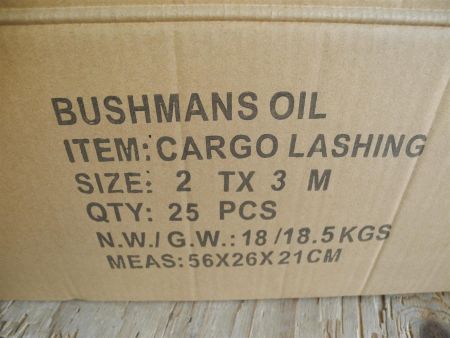 BUSHMANS OIL
ITEM: CARGO LASHING
SIZE: 2 TX 3 M
QTY: 25 PCS
N.W./G.W.: 18/18.5KGS
MEAS: 56X26X21CM